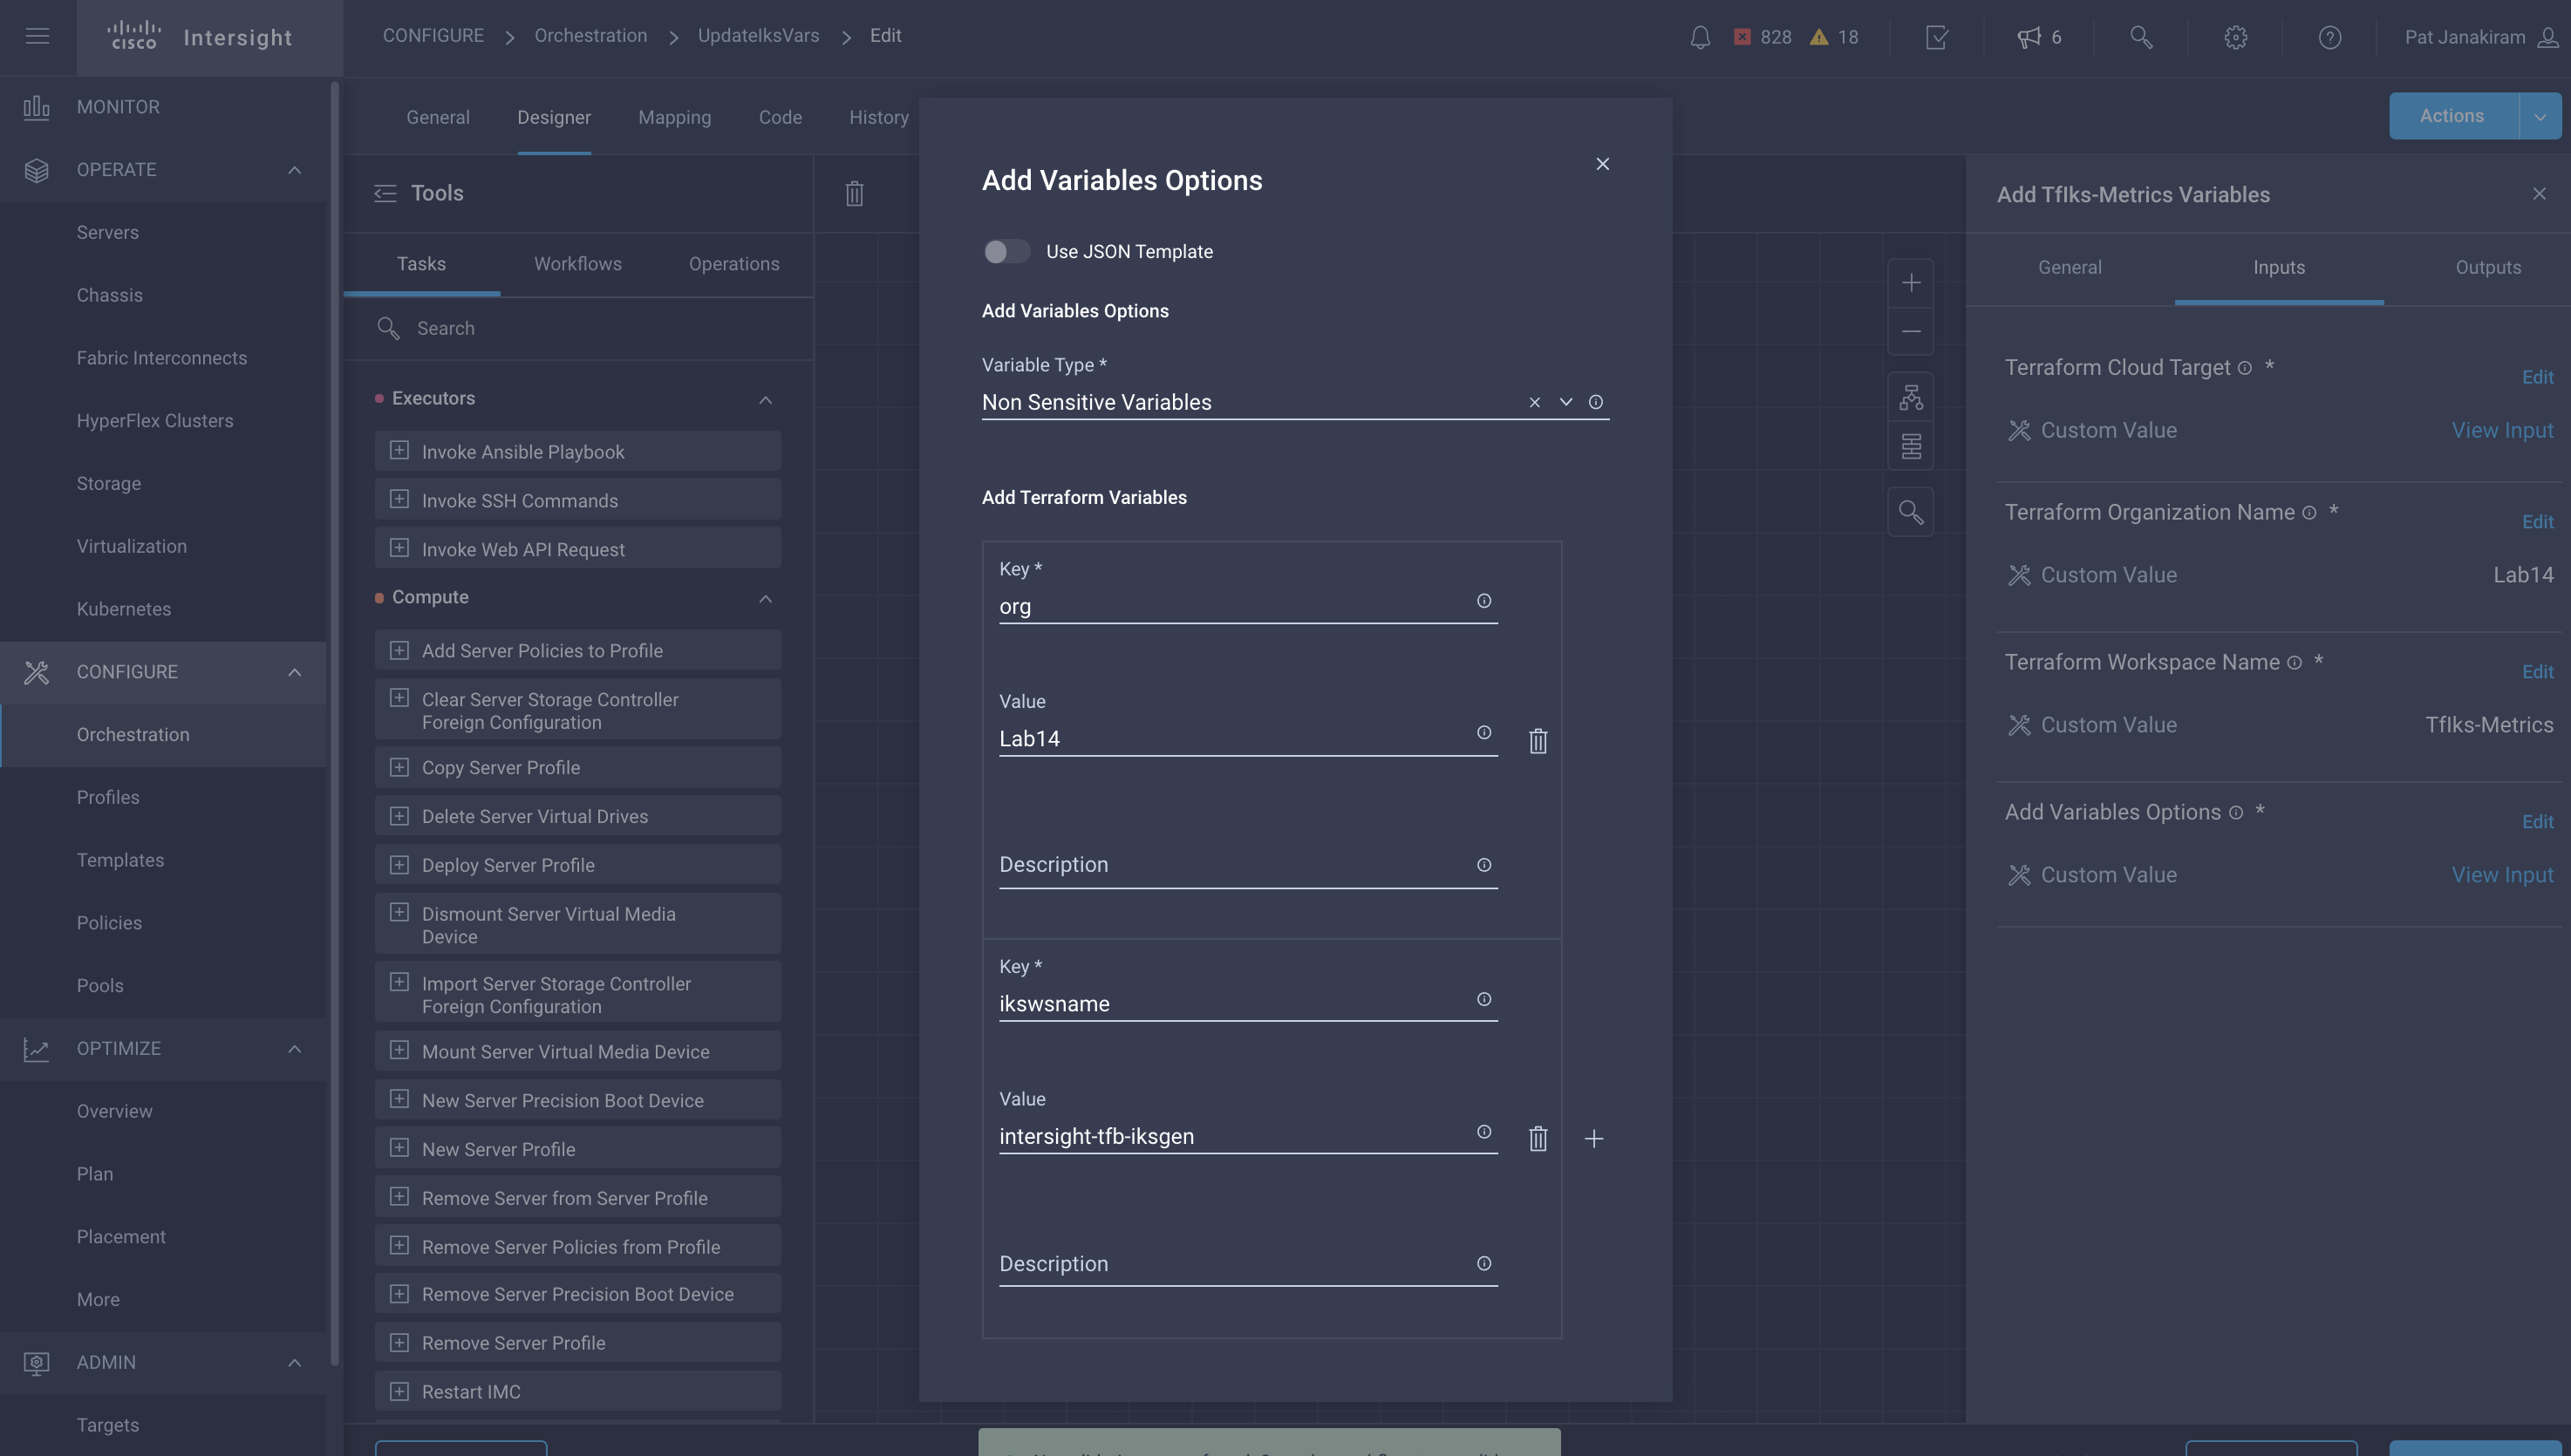 CISCO Intersight
CONFIGURE > Orchestration > UpdateIksVars > Edit
828 18 6 Pat Janakiram
MONITOR
OPERATE
Servers
Chassis
Fabric Interconnects
HyperFlex Clusters
Storage
Virtualization
Kubernetes
CONFIGURE
Orchestration
Profiles
Templates
Policies
Pools
OPTIMIZE
Overview
Plan
Placement
More
ADMIN
Targets
General Designer Mapping Code History
Actions
Tools
Tasks Workflows Operations
Search
Executors
Invoke Ansible Playbook
Invoke SSH Commands
Invoke Web API Request
Compute
Add Server Policies to Profile
Clear Server Storage Controller
Foreign Configuration
Copy Server Profile
Delete Server Virtual Drives
Deploy Server Profile
Dismount Server Virtual Media
Device
Import Server Storage Controller
Foreign Configuration
Mount Server Virtual Media Device
New Server Precision Boot Device
New Server Profile
Remove Server from Server Profile
Remove Server Policies from Profile
Remove Server Precision Boot Device
Remove Server Profile
Restart IMC
Add Variables Options
Use JSON Template
Add Variables Options
Variable Type *
Non Sensitive Variables
Add Terraform Variables
Key *
org
Value
Lab14
Description
Key *
ikswsname
Value
intersight-tfb-iksgen
Description
Add TfIks-Metrics Variables
General Inputs Outputs
Terraform Cloud Target *
Edit
Custom Value View Input
Terraform Organization Name *
Edit
Custom Value Lab14
Terraform Workspace Name *
Edit
Custom Value TfIks-Metrics
Add Variables Options *
Edit
Custom Value View Input